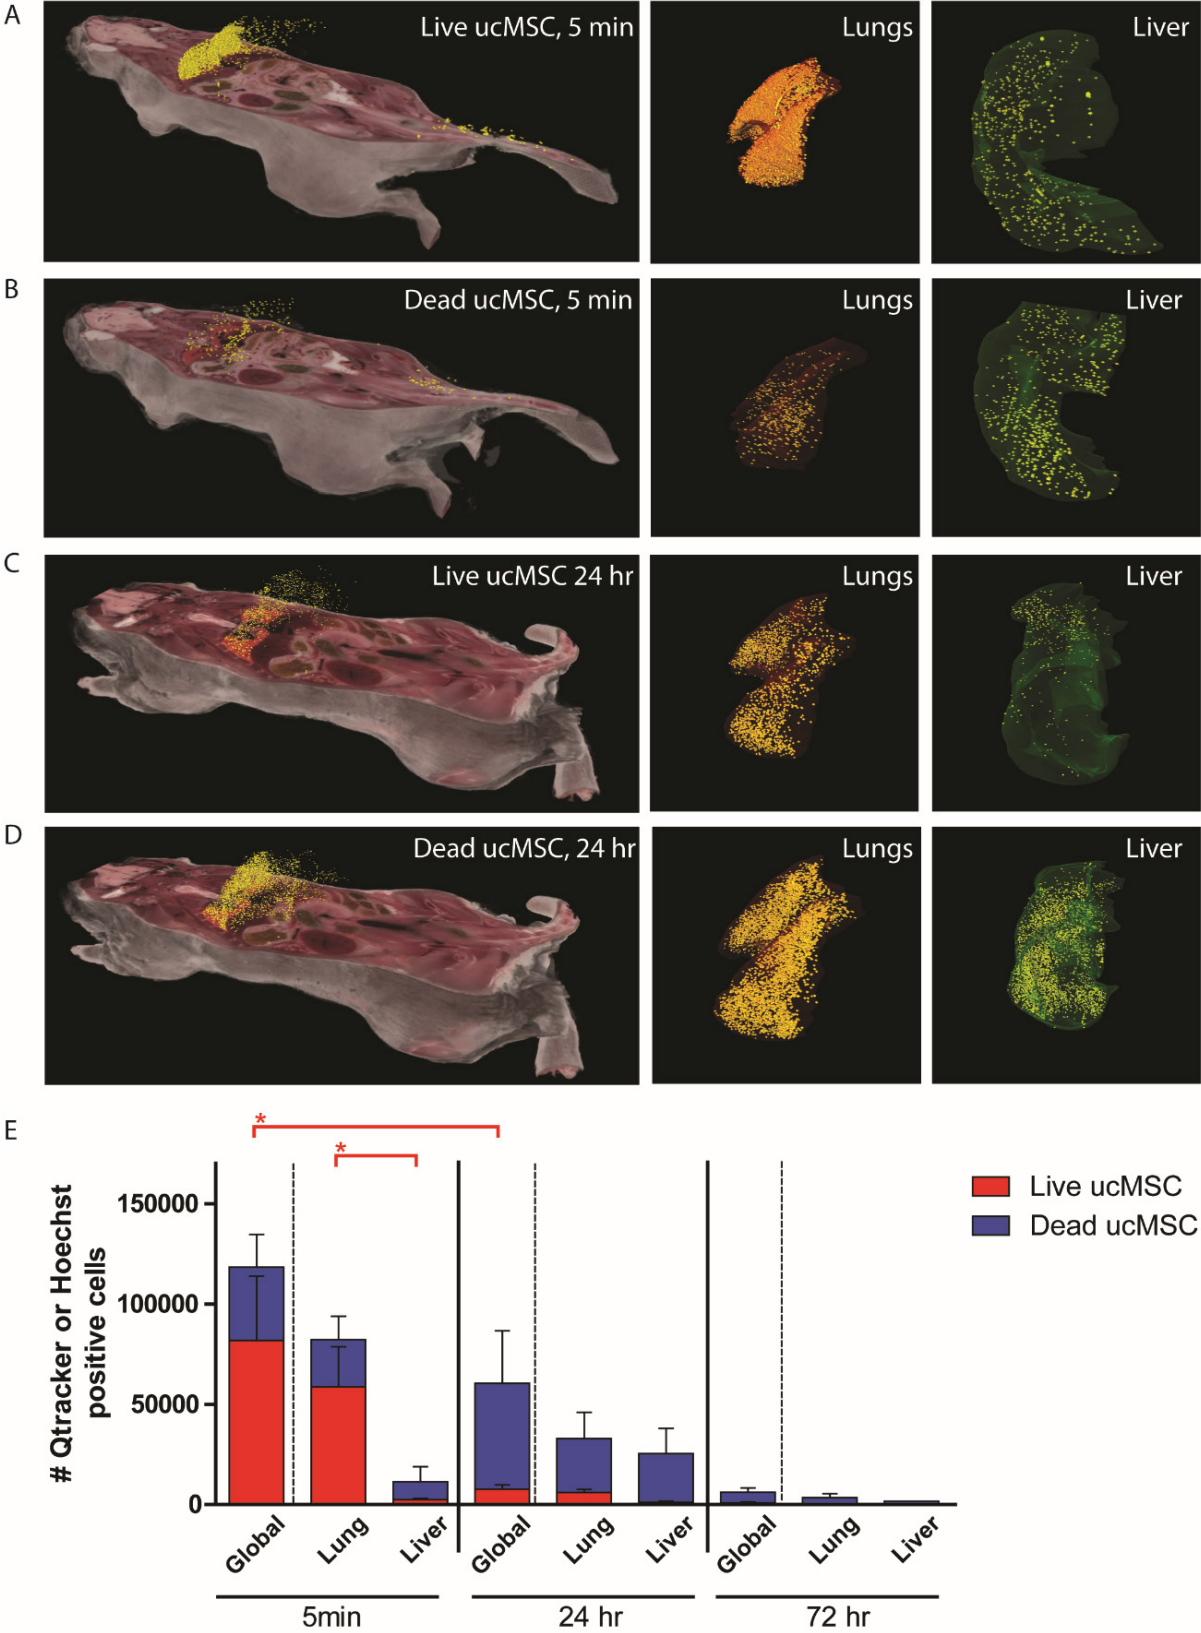 A
Live ucMSC, 5 min
Lungs
Liver
B
Dead ucMSC, 5 min
Lungs
Liver
C
Live ucMSC 24 hr
Lungs
Liver
D
Dead ucMSC, 24 hr
Lungs
Liver
E
*
*
# Qtracker or Hoechst
positive cells
150000
100000
50000
0
Live ucMSC
Dead ucMSC
Global
Lung
Liver
Global
Lung
Liver
Global
Lung
Liver
5min
24 hr
72 hr